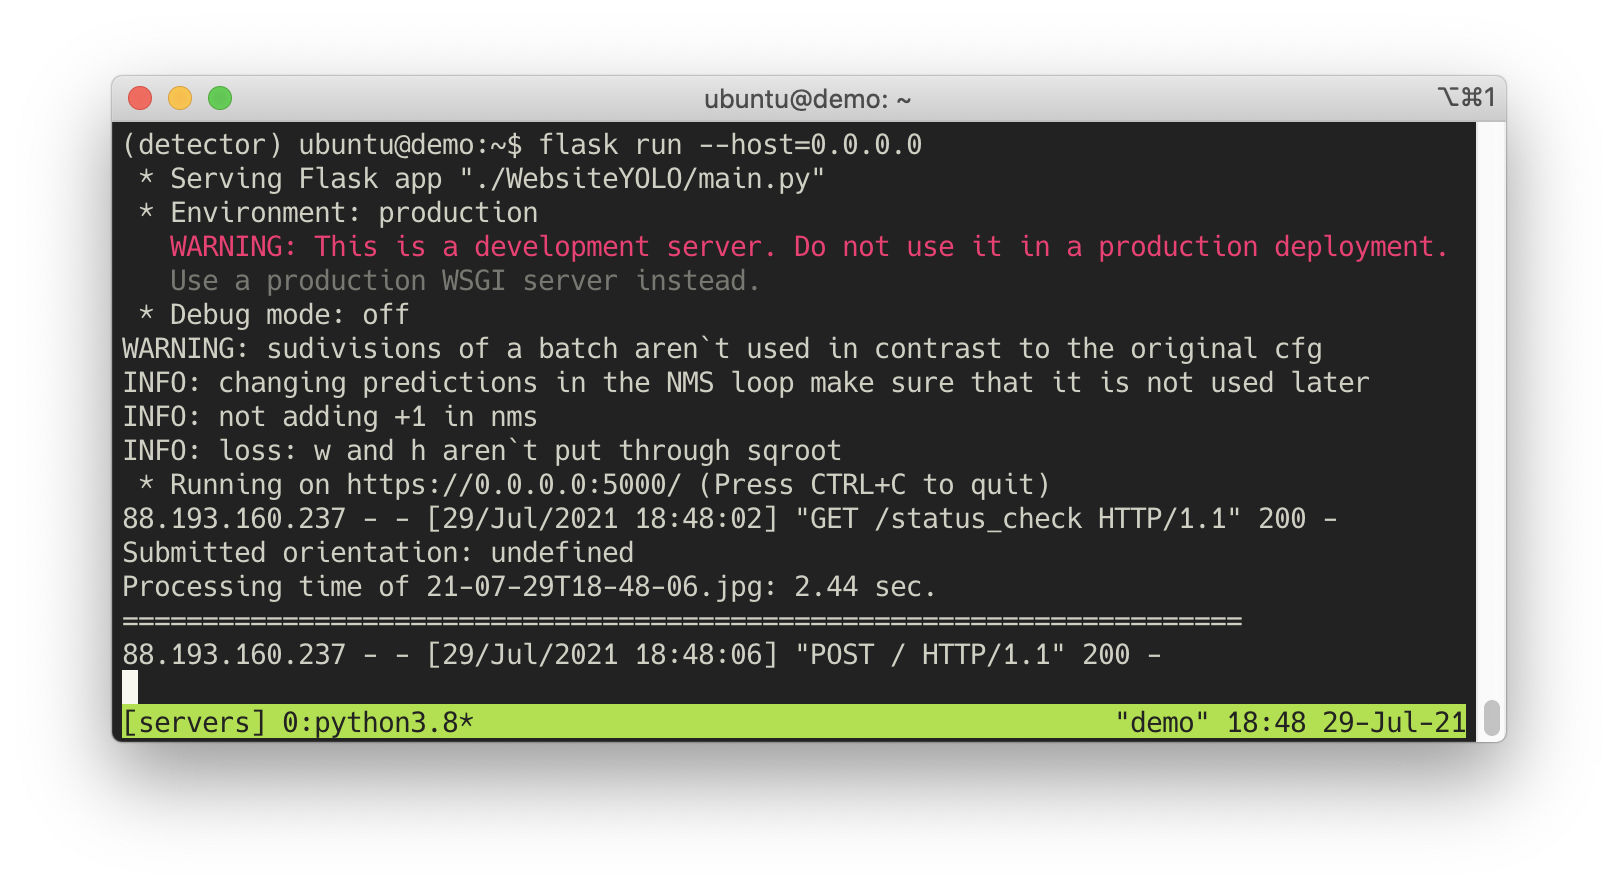 ubuntu@demo: ~
⌥⌘1
(detector) ubuntu@demo:~$ flask run --host=0.0.0.0
 * Serving Flask app "./WebsiteYOLO/main.py"
 * Environment: production
   WARNING: This is a development server. Do not use it in a production deployment.
   Use a production WSGI server instead.
 * Debug mode: off
WARNING: sudivisions of a batch aren`t used in contrast to the original cfg
INFO: changing predictions in the NMS loop make sure that it is not used later
INFO: not adding +1 in nms
INFO: loss: w and h aren`t put through sqroot
 * Running on https://0.0.0.0:5000/ (Press CTRL+C to quit)
88.193.160.237 - - [29/Jul/2021 18:48:02] "GET /status_check HTTP/1.1" 200 -
Submitted orientation: undefined
Processing time of 21-07-29T18-48-06.jpg: 2.44 sec.
======================================================================
88.193.160.237 - - [29/Jul/2021 18:48:06] "POST / HTTP/1.1" 200 -
[servers] 0:python3.8* "demo" 18:48 29-Jul-21